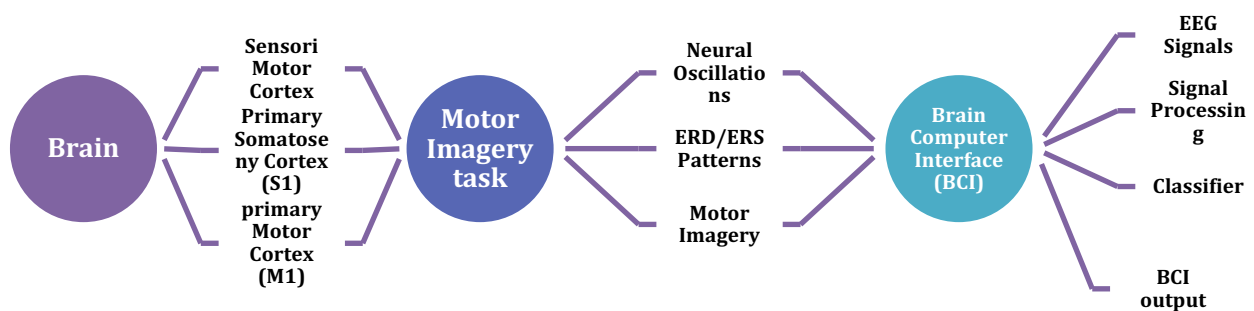 Brain
Sensori
Motor
Cortex
Primary
Somatose
ny Cortex
(S1)
primary
Motor
Cortex
(M1)
Motor
Imagery
task
Neural
Oscillatio
ns
ERD/ERS
Patterns
Motor
Imagery
Brain
Computer
Interface
(BCI)
EEG
Signals
Signal
Processin
g
Classifier
BCI
output